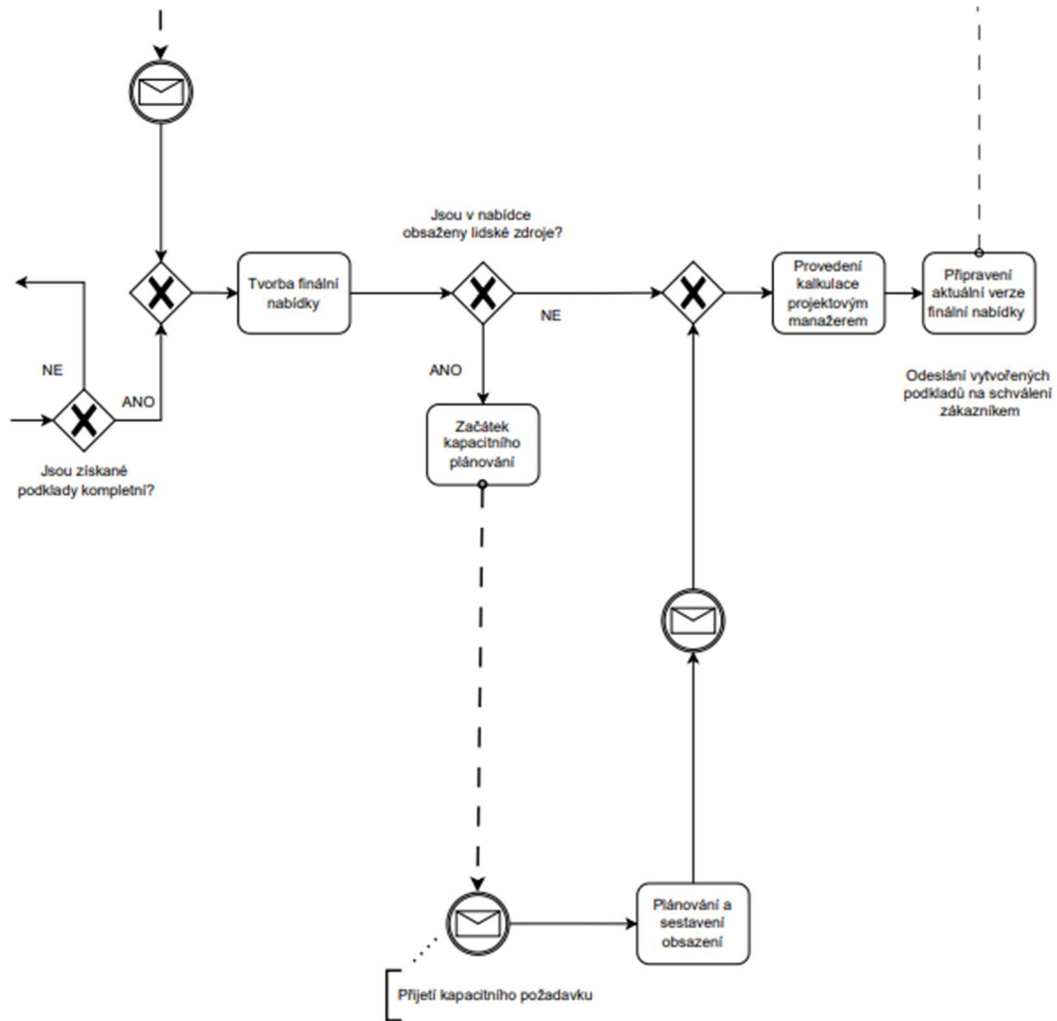 Jsou v nabídce
obsaženy lidské zdroje?
Tvorba finální
nabídky
Provedení
kalkulace
projektovým
manažerem
Připravení
aktuální verze
finální nabídky
NE
NE
ANO
ANO
Odeslání vytvořených
podkladů na schválení
zákazníkem
Začátek
kapacitního
plánování
Jsou získané
podklady kompletní?
Plánování a
sestavení
obsazení
Přijetí kapacitního požadavku